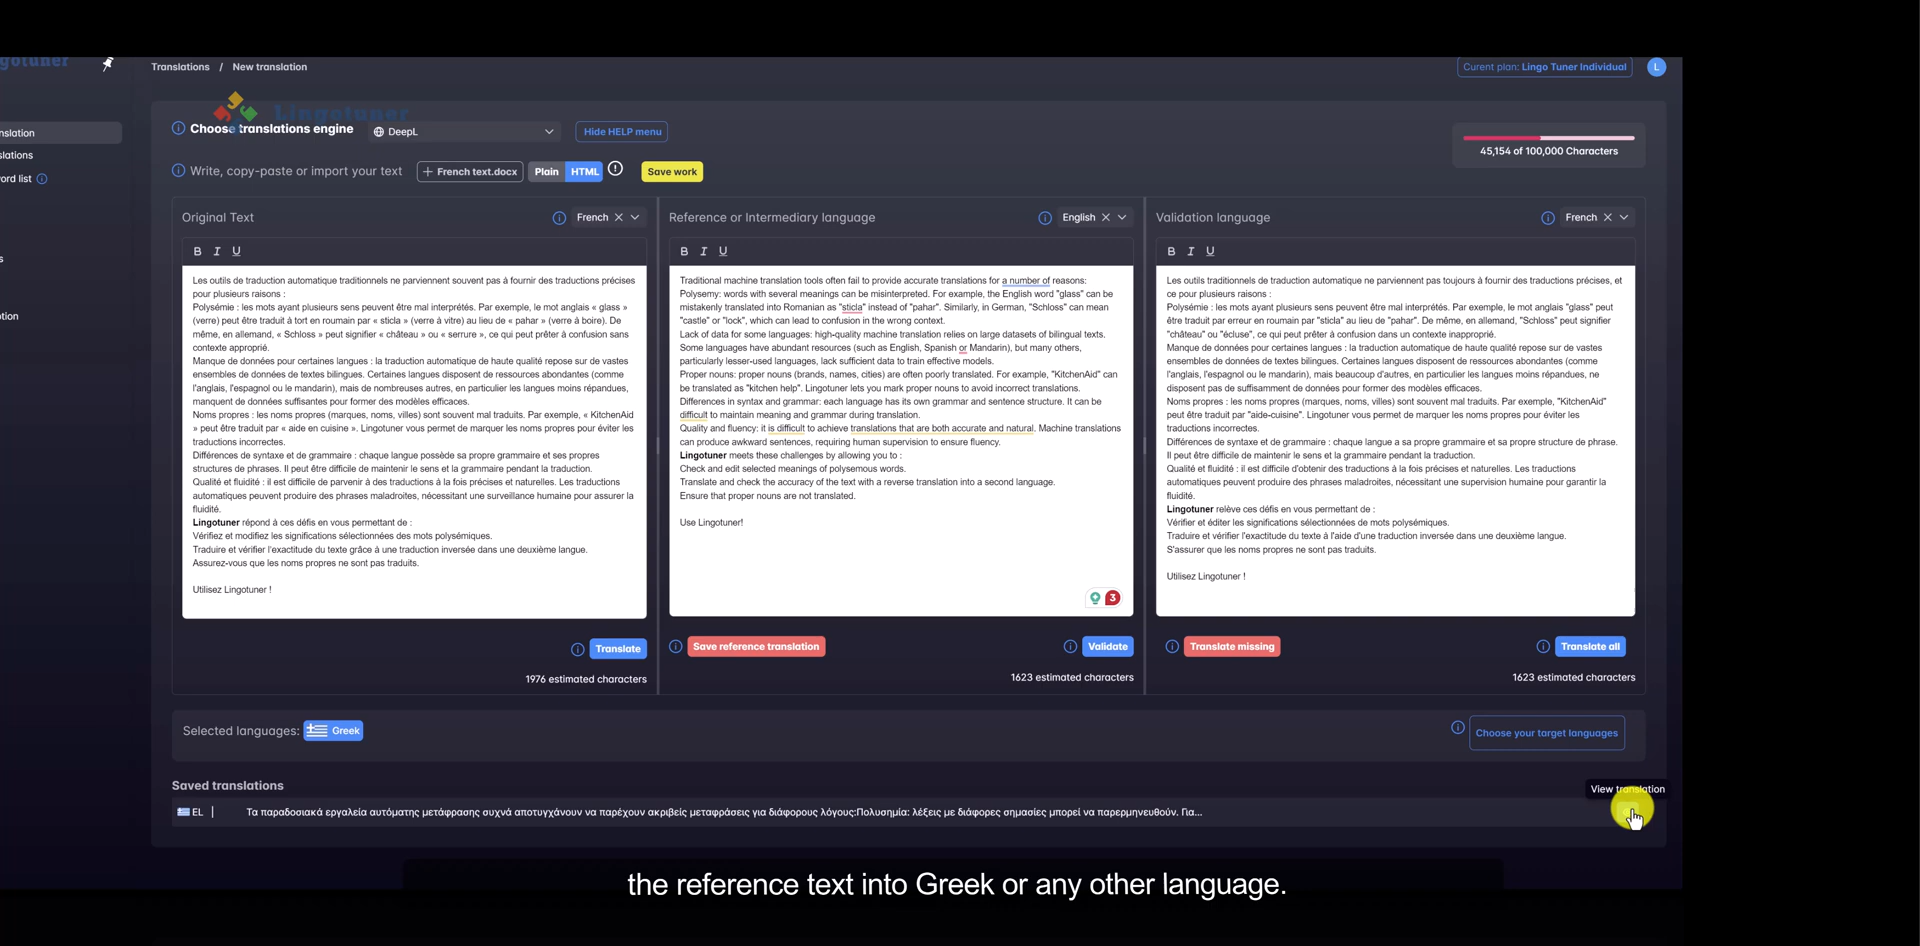 Translations / New translation
Curent plan: Lingo Tuner Individual
L
Lingotuner
nslation
slations
ord list
s
ption
Choose translations engine
DeepL
Hide HELP menu
45,154 of 100,000 Characters
Write, copy-paste or import your text
+ French text.docx
Plain
HTML
Save work
Original Text
French
B I U
Les outils de traduction automatique traditionnels ne parviennent souvent pas à fournir des traductions précises
pour plusieurs raisons :
Polysémie : les mots ayant plusieurs sens peuvent être mal interprétés. Par exemple, le mot anglais « glass »
(verre) peut être traduit à tort en roumain par « sticla » (verre à vitre) au lieu de « pahar » (verre à boire). De
même, en allemand, « Schloss » peut signifier « château » ou « serrure », ce qui peut prêter à confusion sans
contexte approprié.
Manque de données pour certaines langues : la traduction automatique de haute qualité repose sur de vastes
ensembles de données de textes bilingues. Certaines langues disposent de ressources abondantes (comme
l'anglais, l'espagnol ou le mandarin), mais de nombreuses autres, en particulier les langues moins répandues,
manquent de données suffisantes pour former des modèles efficaces.
Noms propres : les noms propres (marques, noms, villes) sont souvent mal traduits. Par exemple, « KitchenAid
» peut être traduit par « aide en cuisine ». Lingotuner vous permet de marquer les noms propres pour éviter les
traductions incorrectes.
Différences de syntaxe et de grammaire : chaque langue possède sa propre grammaire et ses propres
structures de phrases. Il peut être difficile de maintenir le sens et la grammaire pendant la traduction.
Qualité et fluidité : il est difficile de parvenir à des traductions à la fois précises et naturelles. Les traductions
automatiques peuvent produire des phrases maladroites, nécessitant une surveillance humaine pour assurer la
fluidité.
Lingotuner répond à ces défis en vous permettant de :
Vérifiez et modifiez les significations sélectionnées des mots polysémiques.
Traduire et vérifier l'exactitude du texte grâce à une traduction inversée dans une deuxième langue.
Assurez-vous que les noms propres ne sont pas traduits.
Utilisez Lingotuner !
Translate
1976 estimated characters
Reference or Intermediary language
English
B I U
Traditional machine translation tools often fail to provide accurate translations for a number of reasons:
Polysemy: words with several meanings can be misinterpreted. For example, the English word "glass" can be
mistakenly translated into Romanian as "sticla" instead of "pahar". Similarly, in German, "Schloss" can mean
"castle" or "lock", which can lead to confusion in the wrong context.
Lack of data for some languages: high-quality machine translation relies on large datasets of bilingual texts.
Some languages have abundant resources (such as English, Spanish or Mandarin), but many others,
particularly lesser-used languages, lack sufficient data to train effective models.
Proper nouns: proper nouns (brands, names, cities) are often poorly translated. For example, "KitchenAid" can
be translated as "kitchen help". Lingotuner lets you mark proper nouns to avoid incorrect translations.
Differences in syntax and grammar: each language has its own grammar and sentence structure. It can be
difficult to maintain meaning and grammar during translation.
Quality and fluency: it is difficult to achieve translations that are both accurate and natural. Machine translations
can produce awkward sentences, requiring human supervision to ensure fluency.
Lingotuner meets these challenges by allowing you to :
Check and edit selected meanings of polysemous words.
Translate and check the accuracy of the text with a reverse translation into a second language.
Ensure that proper nouns are not translated.
Use Lingotuner!
3
Save reference translation
Validate
1623 estimated characters
Validation language
French
B I U
Les outils traditionnels de traduction automatique ne parviennent pas toujours à fournir des traductions précises, et
ce pour plusieurs raisons :
Polysémie : les mots ayant plusieurs sens peuvent être mal interprétés. Par exemple, le mot anglais "glass" peut
être traduit par erreur en roumain par "sticla" au lieu de "pahar". De même, en allemand, "Schloss" peut signifier
"château" ou "écluse", ce qui peut prêter à confusion dans un contexte inapproprié.
Manque de données pour certaines langues : la traduction automatique de haute qualité repose sur de vastes
ensembles de données de textes bilingues. Certaines langues disposent de ressources abondantes (comme
l'anglais, l'espagnol ou le mandarin), mais beaucoup d'autres, en particulier les langues moins répandues, ne
disposent pas de suffisamment de données pour former des modèles efficaces.
Noms propres : les noms propres (marques, noms, villes) sont souvent mal traduits. Par exemple, "KitchenAid"
peut être traduit par "aide-cuisine". Lingotuner vous permet de marquer les noms propres pour éviter les
traductions incorrectes.
Différences de syntaxe et de grammaire : chaque langue a sa propre grammaire et sa propre structure de phrase.
Il peut être difficile de maintenir le sens et la grammaire pendant la traduction.
Qualité et fluidité : il est difficile d'obtenir des traductions à la fois précises et naturelles. Les traductions
automatiques peuvent produire des phrases maladroites, nécessitant une supervision humaine pour garantir la
fluidité.
Lingotuner relève ces défis en vous permettant de :
Vérifier et éditer les significations sélectionnées de mots polysémiques.
Traduire et vérifier l'exactitude du texte à l'aide d'une traduction inversée dans une deuxième langue.
S'assurer que les noms propres ne sont pas traduits.
Utilisez Lingotuner !
Translate missing
Translate all
1623 estimated characters
Selected languages: Greek
Choose your target languages
Saved translations
View translation
EL | Τα παραδοσιακά εργαλεία αυτόματης μετάφρασης συχνά αποτυγχάνουν να παρέχουν ακριβείς μεταφράσεις για διάφορους λόγους:Πολυσημία: λέξεις με διάφορες σημασίες μπορεί να παρερμηνευθούν. Για...
the reference text into Greek or any other language.